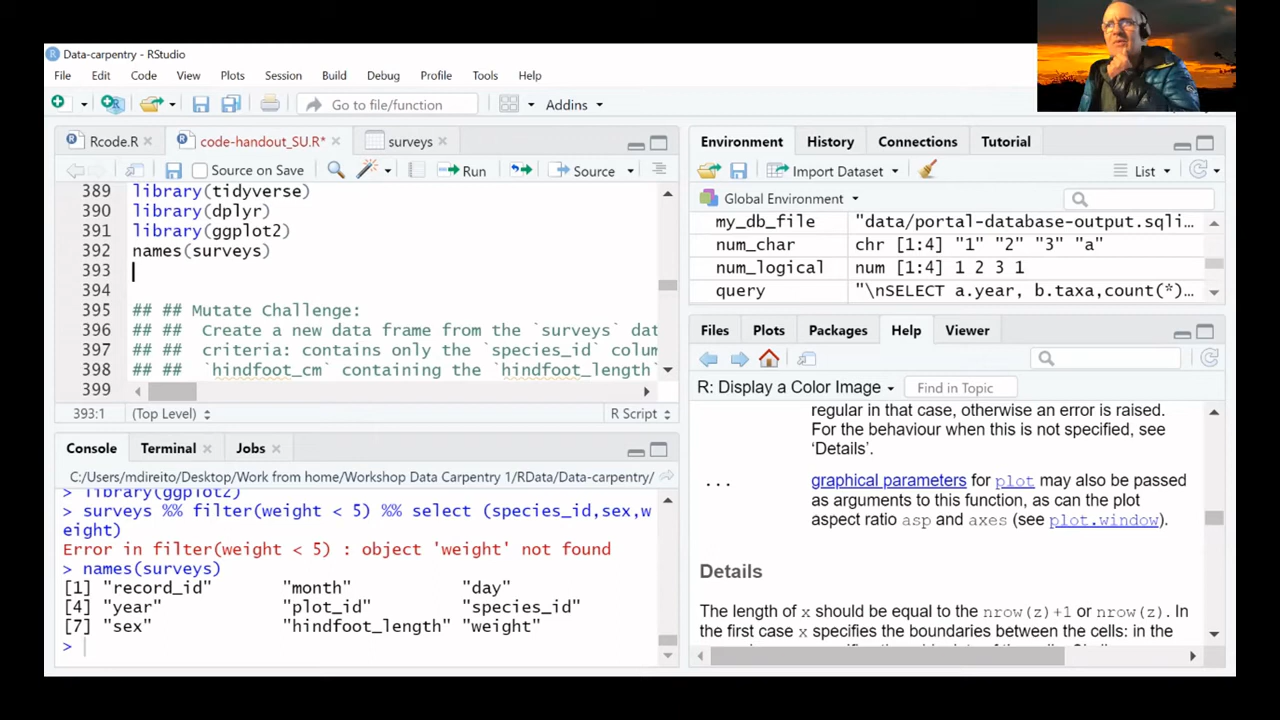 Data-carpentry - RStudio
File Edit Code View Plots Session Build Debug Profile Tools Help
Go to file/function Addins
Rcode.R code-handout_SU.R* surveys
Source on Save Run Source
389 library(tidyverse)
390 library(dplyr)
391 library(ggplot2)
392 names(surveys)
393
394
395 ## ## Mutate Challenge:
396 ## ##  Create a new data frame from the `surveys` dat
397 ## ##  criteria: contains only the `species_id` colum
398 ## ##  `hindfoot_cm` containing the `hindfoot_length`
399
393:1 (Top Level) R Script
Console Terminal Jobs
C:/Users/mdireito/Desktop/Work from home/Workshop Data Carpentry 1/RData/Data-carpentry/
> library(ggplot2)
> surveys %% filter(weight < 5) %% select (species_id,sex,w
eight)
Error in filter(weight < 5) : object 'weight' not found
> names(surveys)
[1] "record_id" "month" "day"
[4] "year" "plot_id" "species_id"
[7] "sex" "hindfoot_length" "weight"
>
Environment History Connections Tutorial
Import Dataset List
Global Environment
my_db_file "data/portal-database-output.sqli…
num_char chr [1:4] "1" "2" "3" "a"
num_logical num [1:4] 1 2 3 1
query "\nSELECT a.year, b.taxa,count(*)…
Files Plots Packages Help Viewer
R: Display a Color Image Find in Topic
regular in that case, otherwise an error is raised.
For the behaviour when this is not specified, see
‘Details’.
... graphical parameters for plot may also be passed
as arguments to this function, as can the plot
aspect ratio asp and axes (see plot.window).
Details
The length of x should be equal to the nrow(z)+1 or nrow(z). In
the first case x specifies the boundaries between the cells: in the